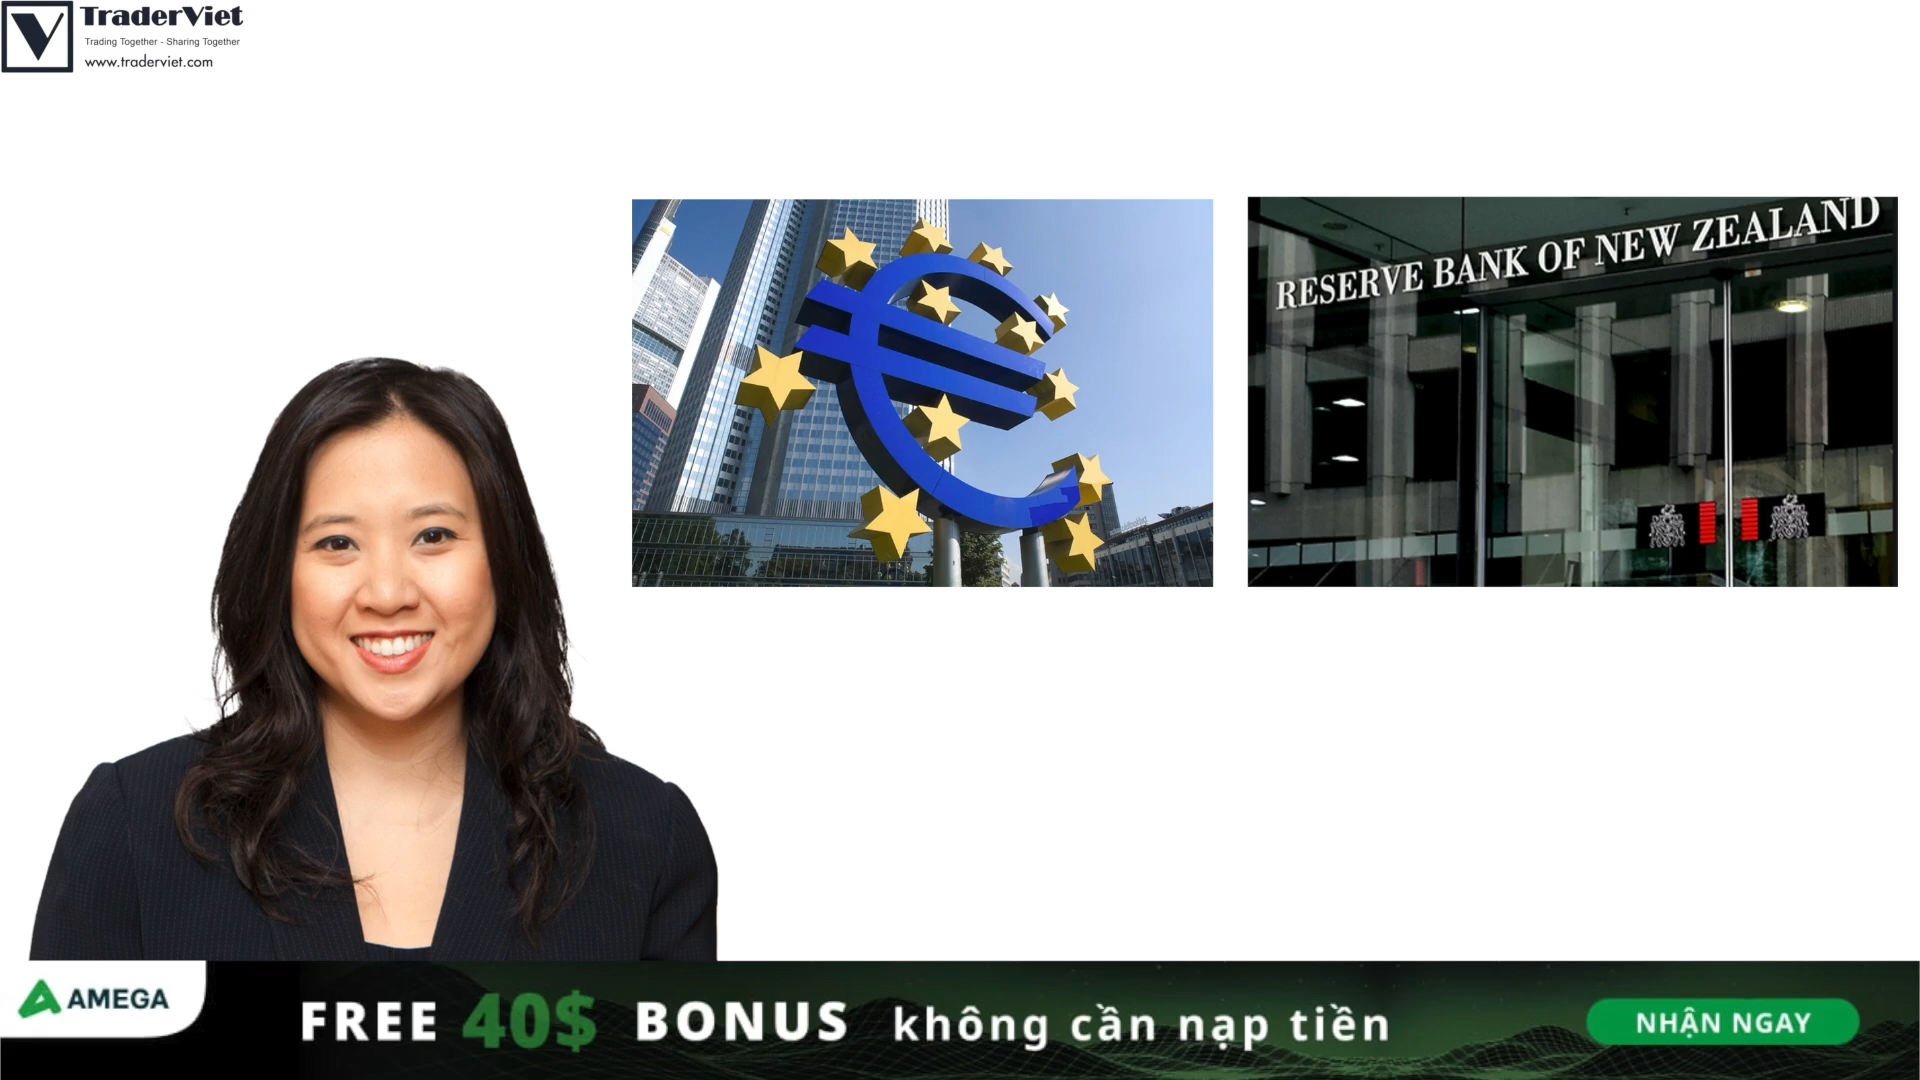 TraderViet
Trading Together - Sharing Together
www.traderviet.com
RESERVE BANK OF NEW ZEALAND
AMEGA
FREE 40$ BONUS không cần nạp tiền
NHẬN NGAY